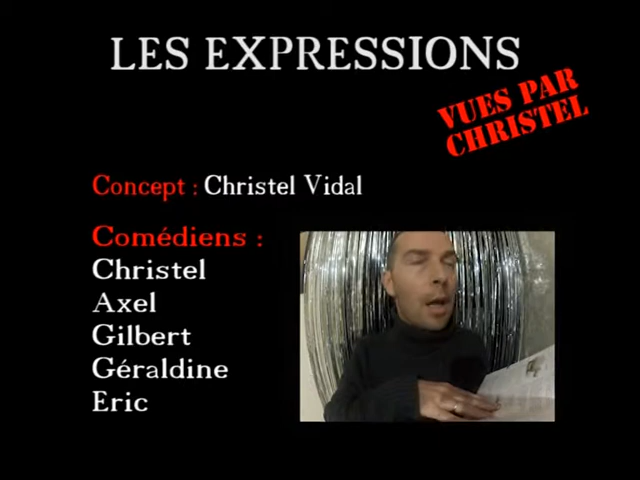 LES EXPRESSIONS
VUES PAR
CHRISTEL
Concept : Christel Vidal
Comédiens :
Christel
Axel
Gilbert
Géraldine
Eric